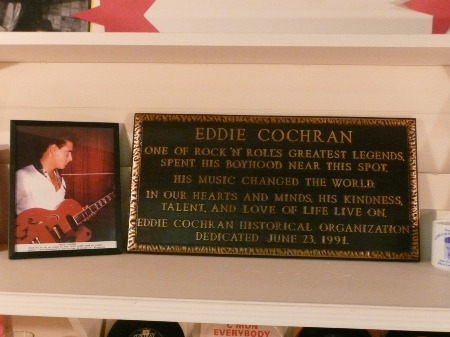 EDDIE COCHRAN
ONE OF ROCK 'N' ROLL'S GREATEST LEGENDS,
SPENT HIS BOYHOOD NEAR THIS SPOT.
HIS MUSIC CHANGED THE WORLD.
IN OUR HEARTS AND MINDS, HIS KINDNESS,
TALENT, AND LOVE OF LIFE LIVE ON.
EDDIE COCHRAN HISTORICAL ORGANIZATION
DEDICATED JUNE 23, 1991.
C'MON
EVERYBODY